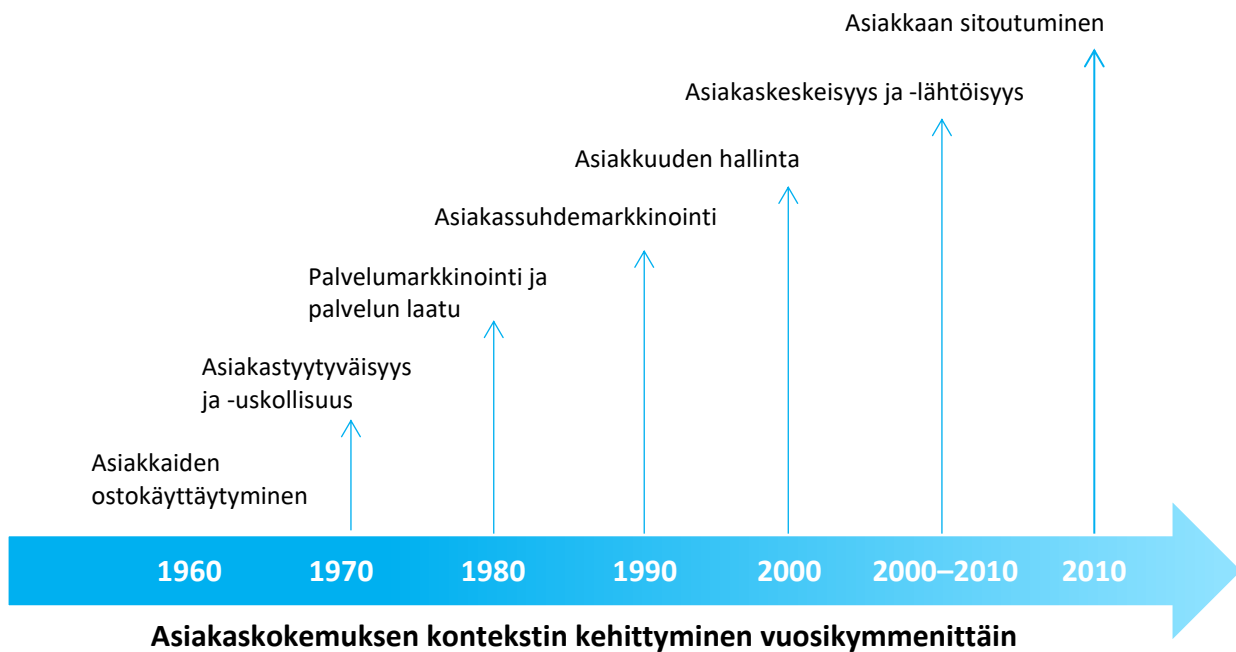 Asiakkaan sitoutuminen
Asiakaskeskeisyys ja -lähtöisyys
Asiakkuuden hallinta
Asiakassuhdemarkkinointi
Palvelumarkkinointi ja
palvelun laatu
Asiakastyytyväisyys
ja -uskollisuus
Asiakkaiden
ostokäyttäytyminen
1960 1970 1980 1990 2000 2000–2010 2010
Asiakaskokemuksen kontekstin kehittyminen vuosikymmenittäin